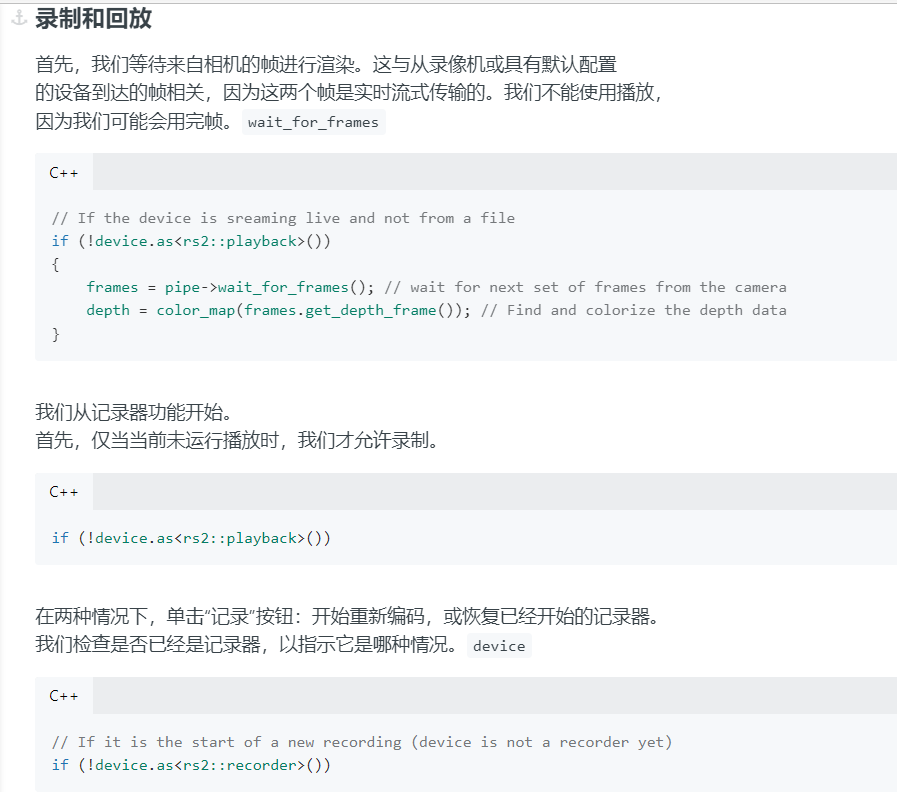 录制和回放
首先，我们等待来自相机的帧进行渲染。这与从录像机或具有默认配置
的设备到达的帧相关，因为这两个帧是实时流式传输的。我们不能使用播放，
因为我们可能会用完帧。 wait_for_frames
C++
// If the device is sreaming live and not from a file
if (!device.as<rs2::playback>())
{
    frames = pipe->wait_for_frames(); // wait for next set of frames from the camera
    depth = color_map(frames.get_depth_frame()); // Find and colorize the depth data
}
我们从记录器功能开始。
首先，仅当当前未运行播放时，我们才允许录制。
C++
if (!device.as<rs2::playback>())
在两种情况下，单击“记录”按钮：开始重新编码，或恢复已经开始的记录器。
我们检查是否已经是记录器，以指示它是哪种情况。 device
C++
// If it is the start of a new recording (device is not a recorder yet)
if (!device.as<rs2::recorder>())